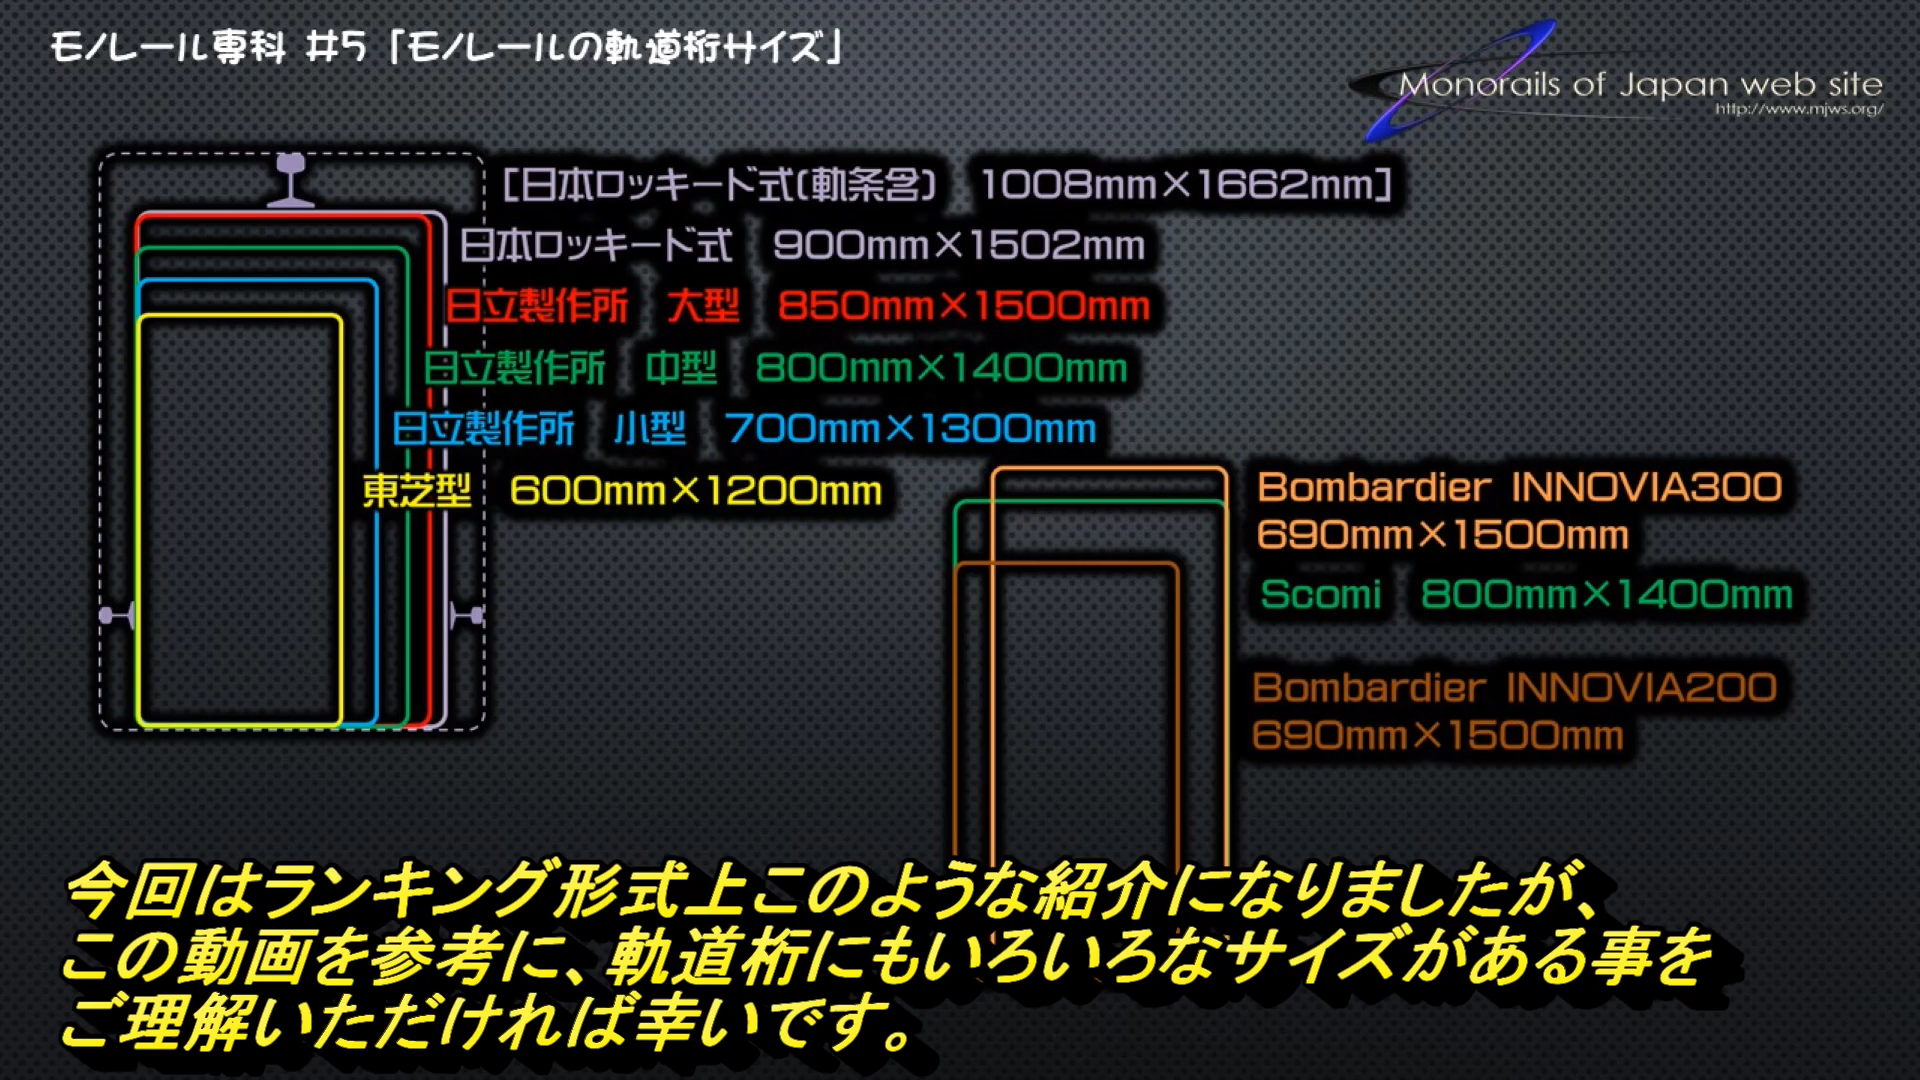 モノレール専科 #5「モノレールの軌道桁サイズ」
Monorails of Japan web site
http://www.mjws.org/
[日本ロッキード式(軌条含) 1008mm×1662mm]
日本ロッキード式 900mm×1502mm
日立製作所 大型 850mm×1500mm
日立製作所 中型 800mm×1400mm
日立製作所 小型 700mm×1300mm
東芝型 600mm×1200mm
Bombardier INNOVIA300
690mm×1500mm
Scomi 800mm×1400mm
Bombardier INNOVIA200
690mm×1500mm
今回はランキング形式上このような紹介になりましたが、
この動画を参考に、軌道桁にもいろいろなサイズがある事を
ご理解いただければ幸いです。